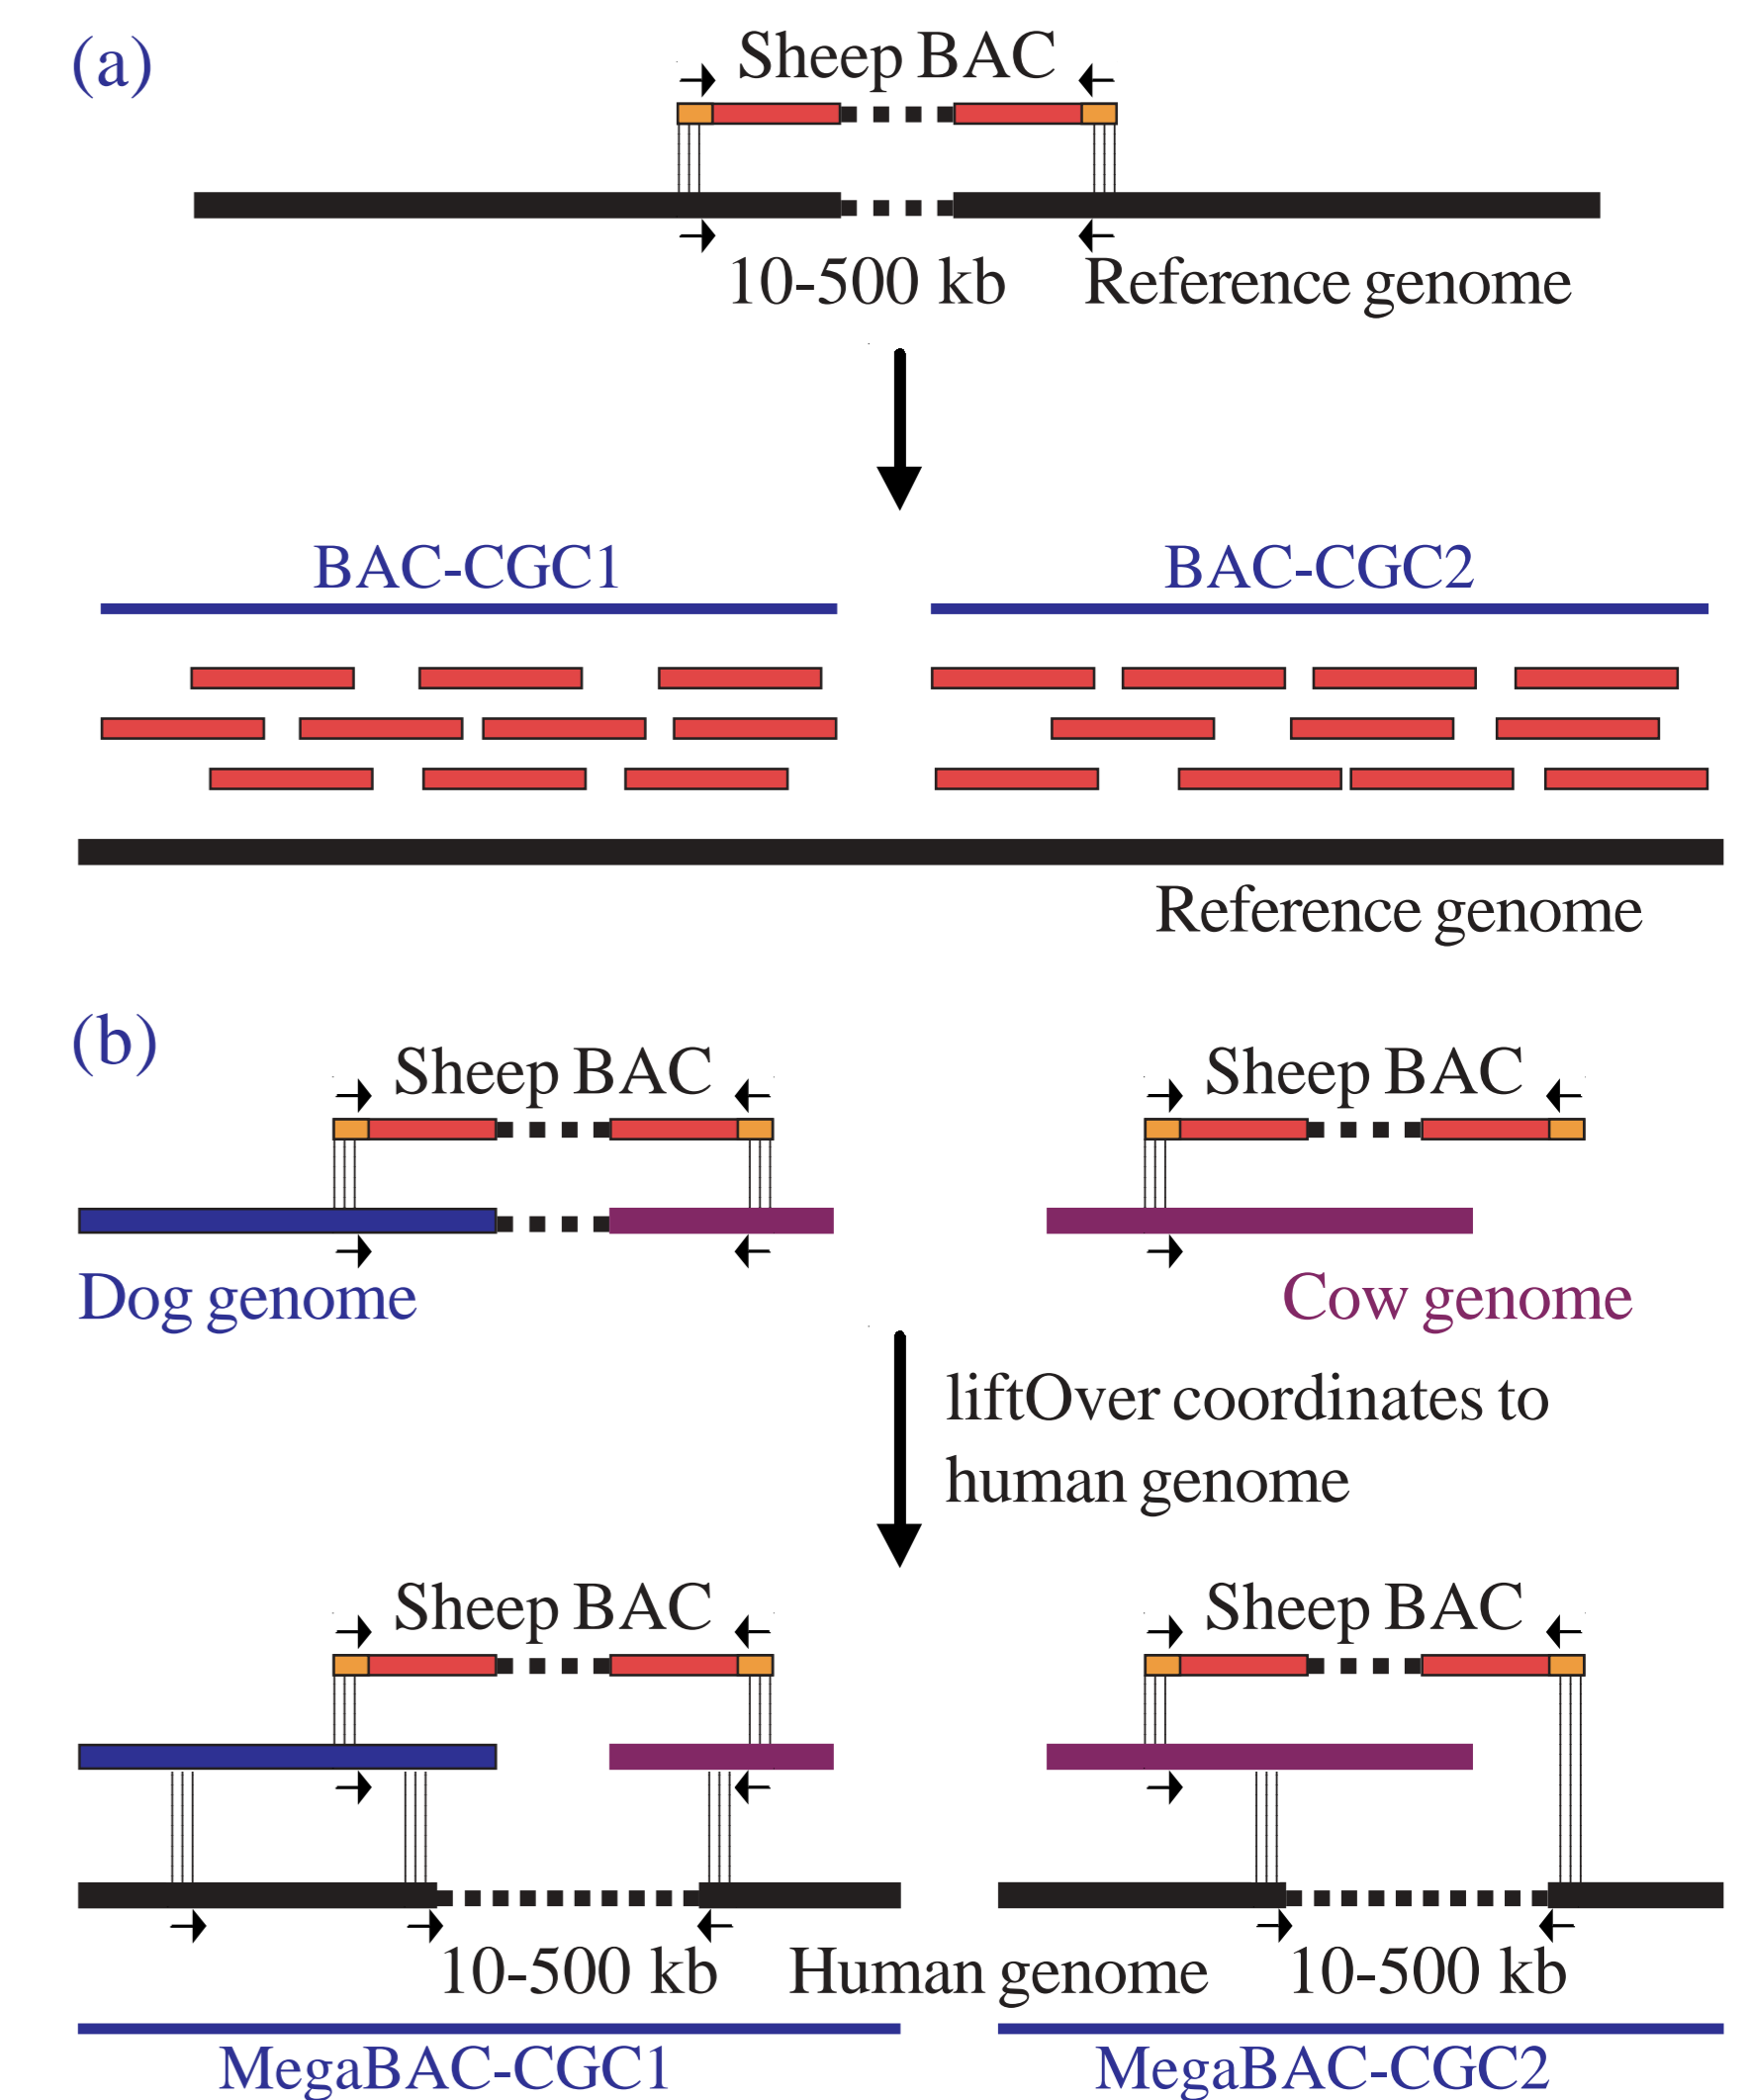 (a)
Sheep BAC
10-500 kb
Reference genome
BAC-CGC1
BAC-CGC2
Reference genome
(b)
Sheep BAC
Sheep BAC
Dog genome
Cow genome
liftOver coordinates to
human genome
Sheep BAC
Sheep BAC
10-500 kb
Human genome
10-500 kb
MegaBAC-CGC1
MegaBAC-CGC2